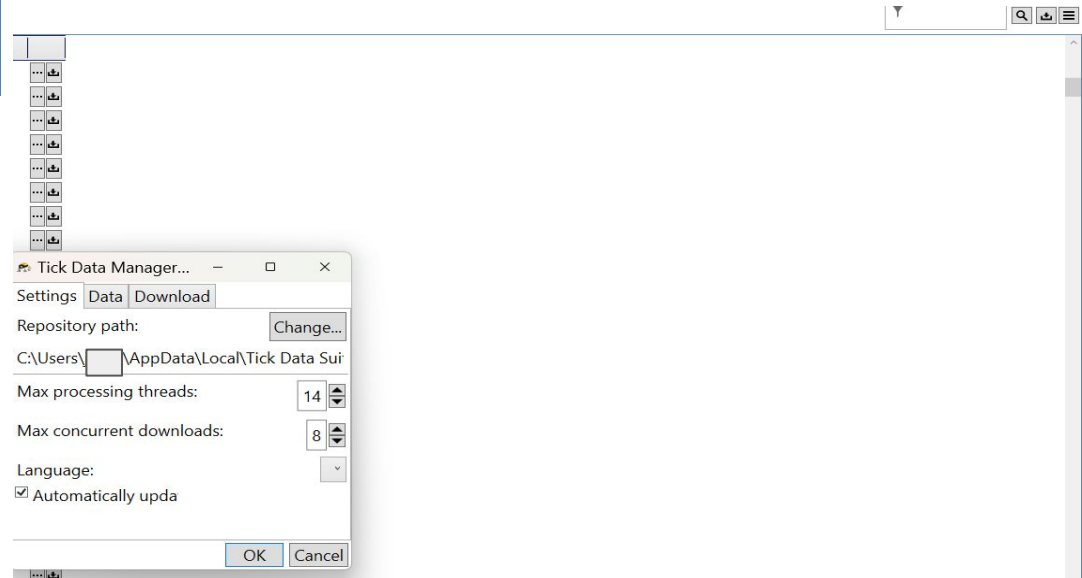 Tick Data Manager...
Settings Data Download
Repository path: Change...
C:\Users\ \AppData\Local\Tick Data Sui
Max processing threads: 14
Max concurrent downloads: 8
Language:
Automatically upda
OK Cancel